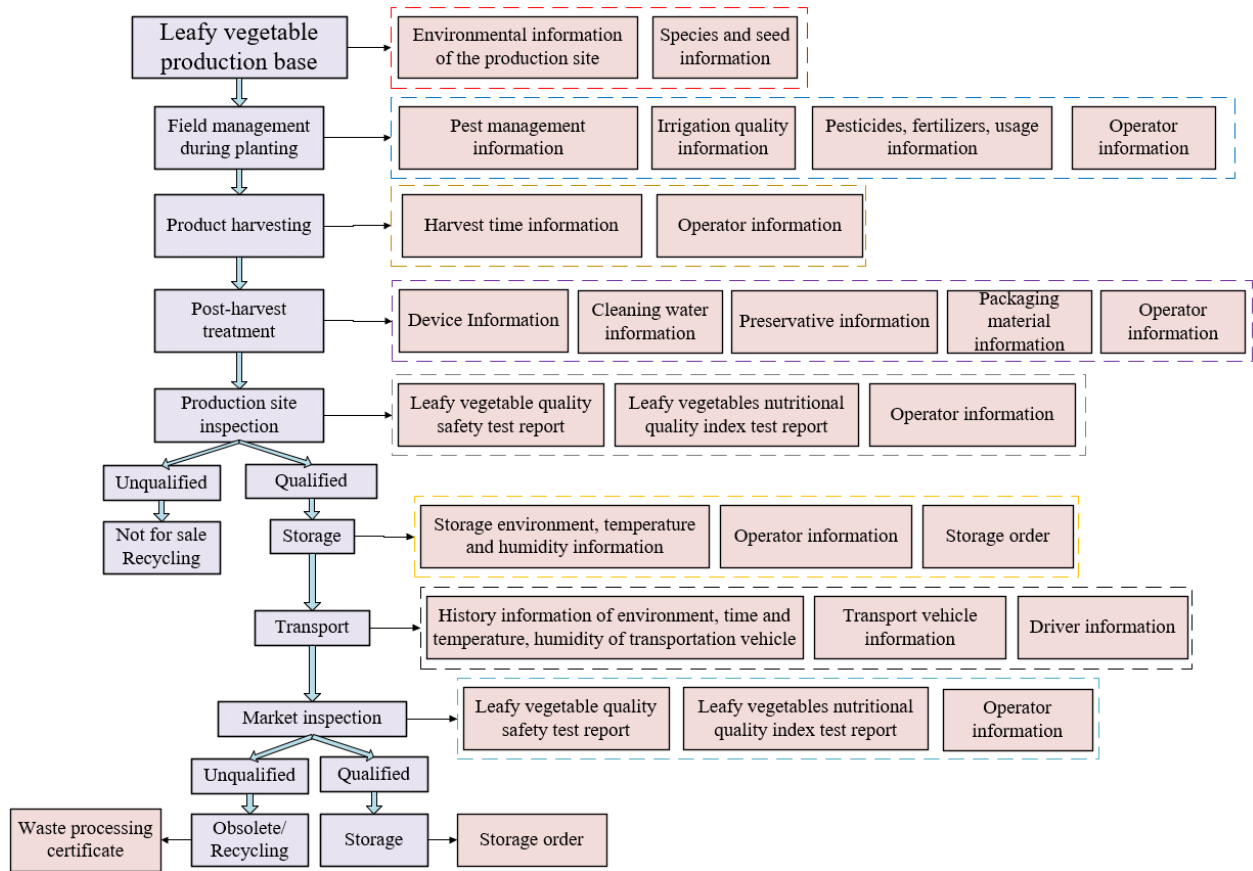 Leafy vegetable
production base
Environmental information
of the production site
Species and seed
information
Field management
during planting
Pest management
information
Irrigation quality
information
Pesticides, fertilizers, usage
information
Operator
information
Product harvesting
Harvest time information
Operator information
Post-harvest
treatment
Device Information
Cleaning water
information
Preservative information
Packaging
material
information
Operator
information
Production site
inspection
Leafy vegetable quality
safety test report
Leafy vegetables nutritional
quality index test report
Operator information
Unqualified
Qualified
Not for sale
Recycling
Storage
Storage environment, temperature
and humidity information
Operator information
Storage order
Transport
History information of environment, time and
temperature, humidity of transportation vehicle
Transport vehicle
information
Driver information
Market inspection
Leafy vegetable quality
safety test report
Leafy vegetables nutritional
quality index test report
Operator
information
Unqualified
Qualified
Waste processing
certificate
Obsolete/
Recycling
Storage
Storage order